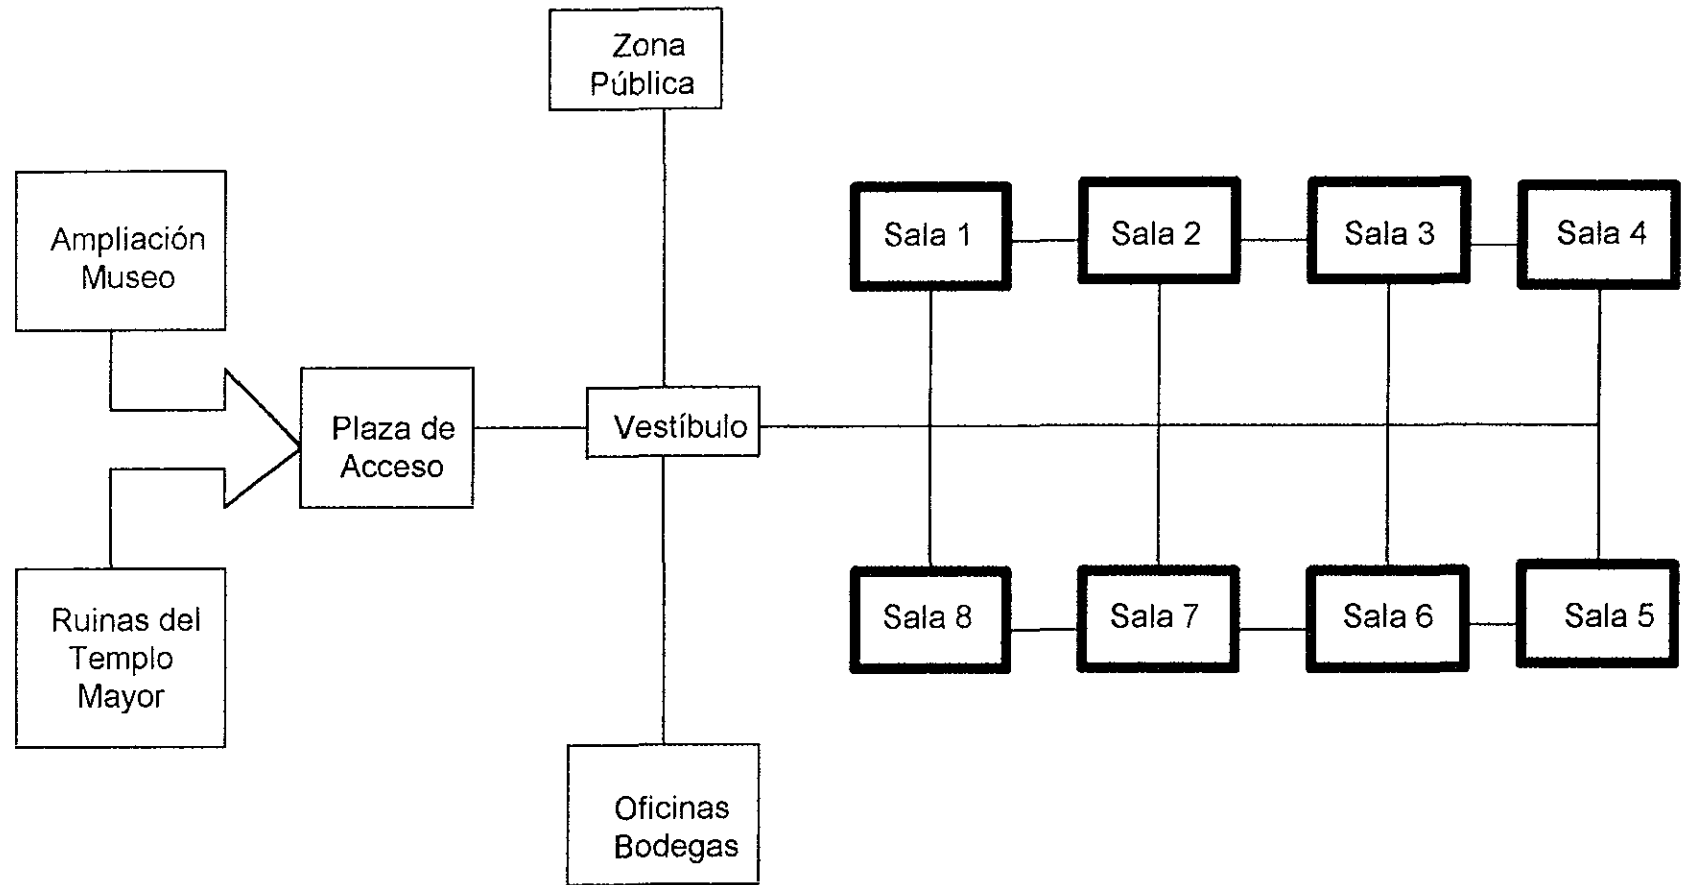 Zona
Pública
Ampliación
Museo
Sala 1
Sala 2
Sala 3
Sala 4
Plaza de
Acceso
Vestíbulo
Ruinas del
Templo
Mayor
Sala 8
Sala 7
Sala 6
Sala 5
Oficinas
Bodegas